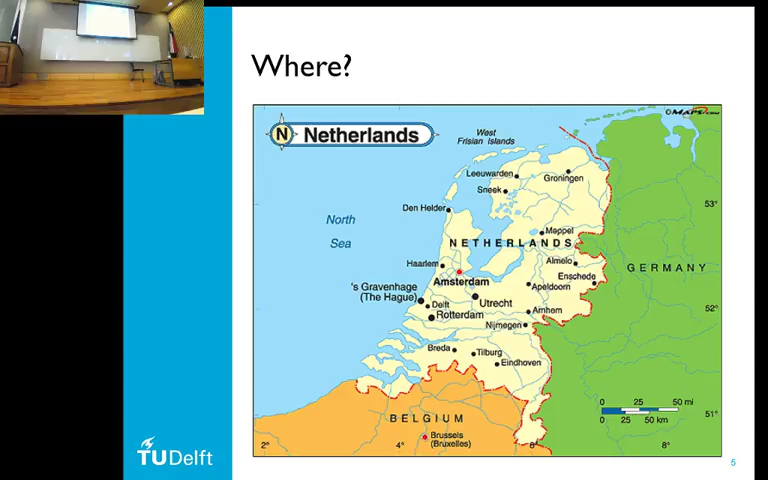 Where?
©MAPS.COM
N Netherlands
West
Frisian Islands
Leeuwarden
Groningen
Sneek
53°
Den Helder
North
Sea
Meppel
NETHERLANDS
Haarlem
Almelo
GERMANY
Enschede
Amsterdam
's Gravenhage
(The Hague)
Apeldoorn
Utrecht
Delft
52°
Rotterdam
Arnhem
Nijmegen
Breda
Tilburg
Eindhoven
0 25 50 mi
0 25 50 km
51°
BELGIUM
Brussels
(Bruxelles)
2° 4° 6° 8°
TUDelft
5